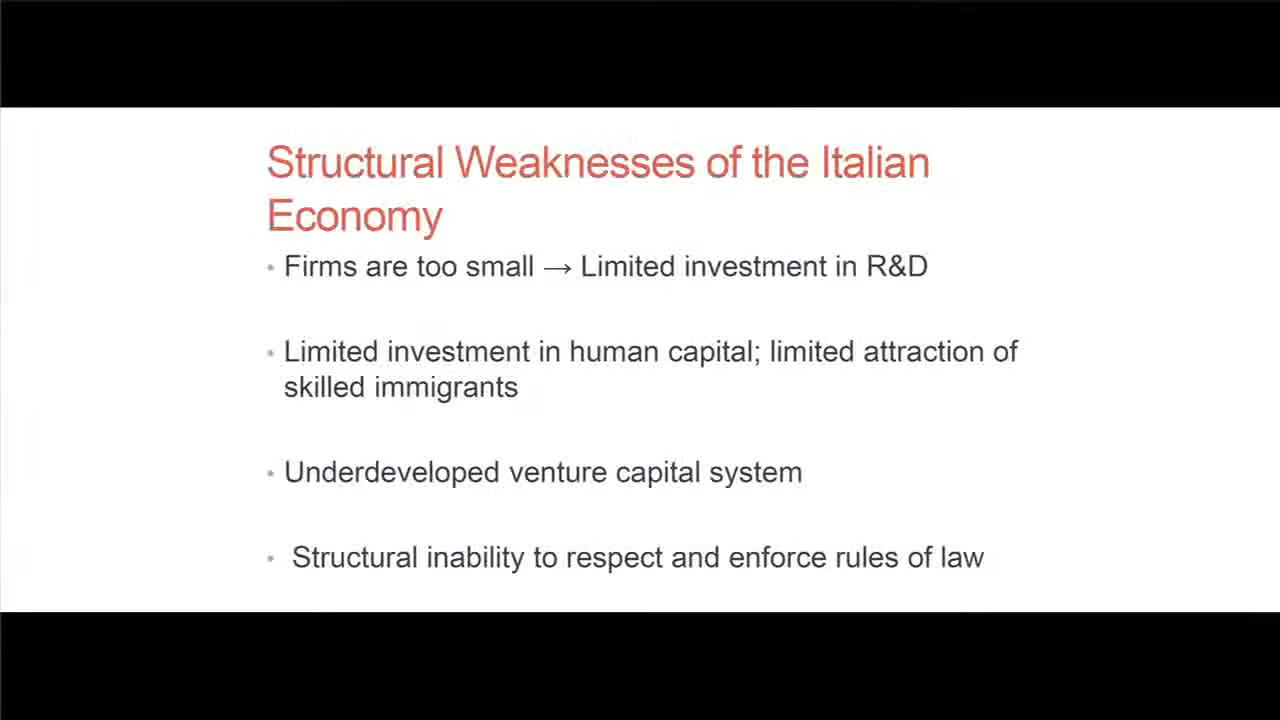 Structural Weaknesses of the Italian
Economy
• Firms are too small → Limited investment in R&D
• Limited investment in human capital; limited attraction of
skilled immigrants
• Underdeveloped venture capital system
• Structural inability to respect and enforce rules of law